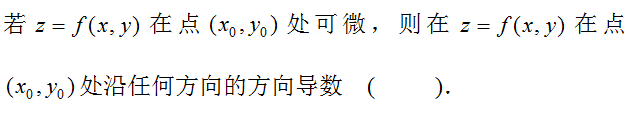 若 z = f(x, y) 在点 (x₀, y₀) 处可微，则在 z = f(x, y) 在点
(x₀, y₀) 处沿任何方向的方向导数 (      ).